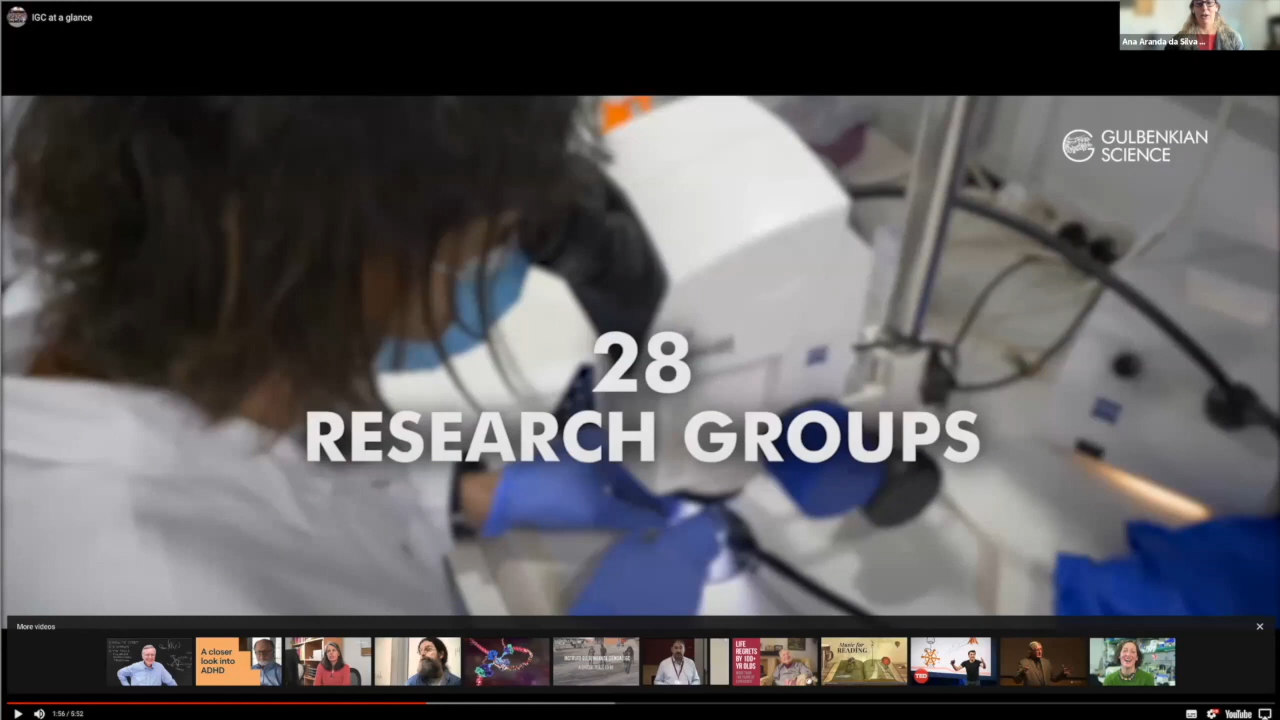 IGC at a glance
Ana Aranda da Silva ...
GULBENKIAN
SCIENCE
28
RESEARCH GROUPS
More videos
A closer
look into
ADHD
LIFE
REGRETS
BY 100+
YR OLDS
Music for
READING
TED
1:56 / 5:52
YouTube